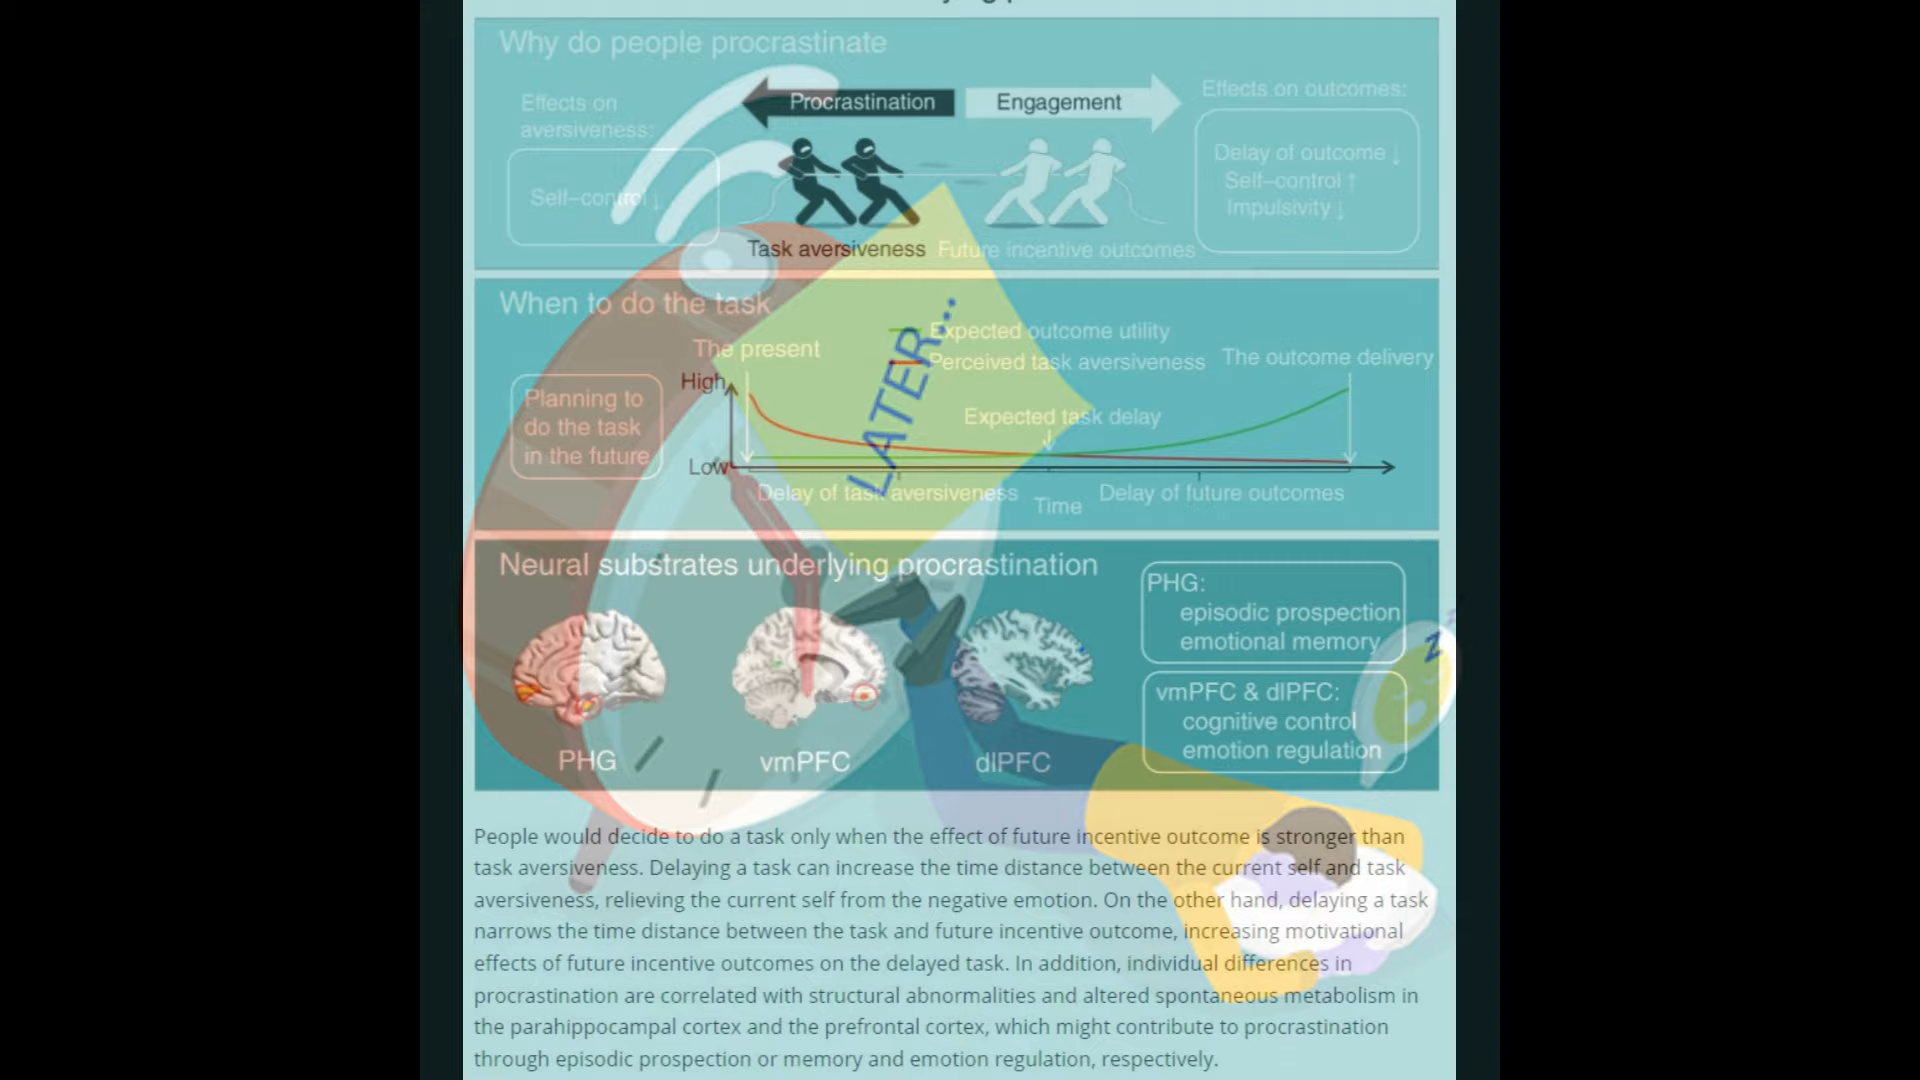 Why do people procrastinate
Effects on
aversiveness:
Self–control ↓
Procrastination
Engagement
Effects on outcomes:
Delay of outcome ↓
Self–control ↑
Impulsivity ↓
Task aversiveness
Future incentive outcomes
When to do the task
Planning to
do the task
in the future
The present
Expected outcome utility
Perceived task aversiveness
The outcome delivery
High
Expected task delay
Low
Delay of task aversiveness
Time
Delay of future outcomes
LATER...
Neural substrates underlying procrastination
PHG
vmPFC
dlPFC
PHG:
episodic prospection
emotional memory
vmPFC & dlPFC:
cognitive control
emotion regulation
Z
People would decide to do a task only when the effect of future incentive outcome is stronger than
task aversiveness. Delaying a task can increase the time distance between the current self and task
aversiveness, relieving the current self from the negative emotion. On the other hand, delaying a task
narrows the time distance between the task and future incentive outcome, increasing motivational
effects of future incentive outcomes on the delayed task. In addition, individual differences in
procrastination are correlated with structural abnormalities and altered spontaneous metabolism in
the parahippocampal cortex and the prefrontal cortex, which might contribute to procrastination
through episodic prospection or memory and emotion regulation, respectively.